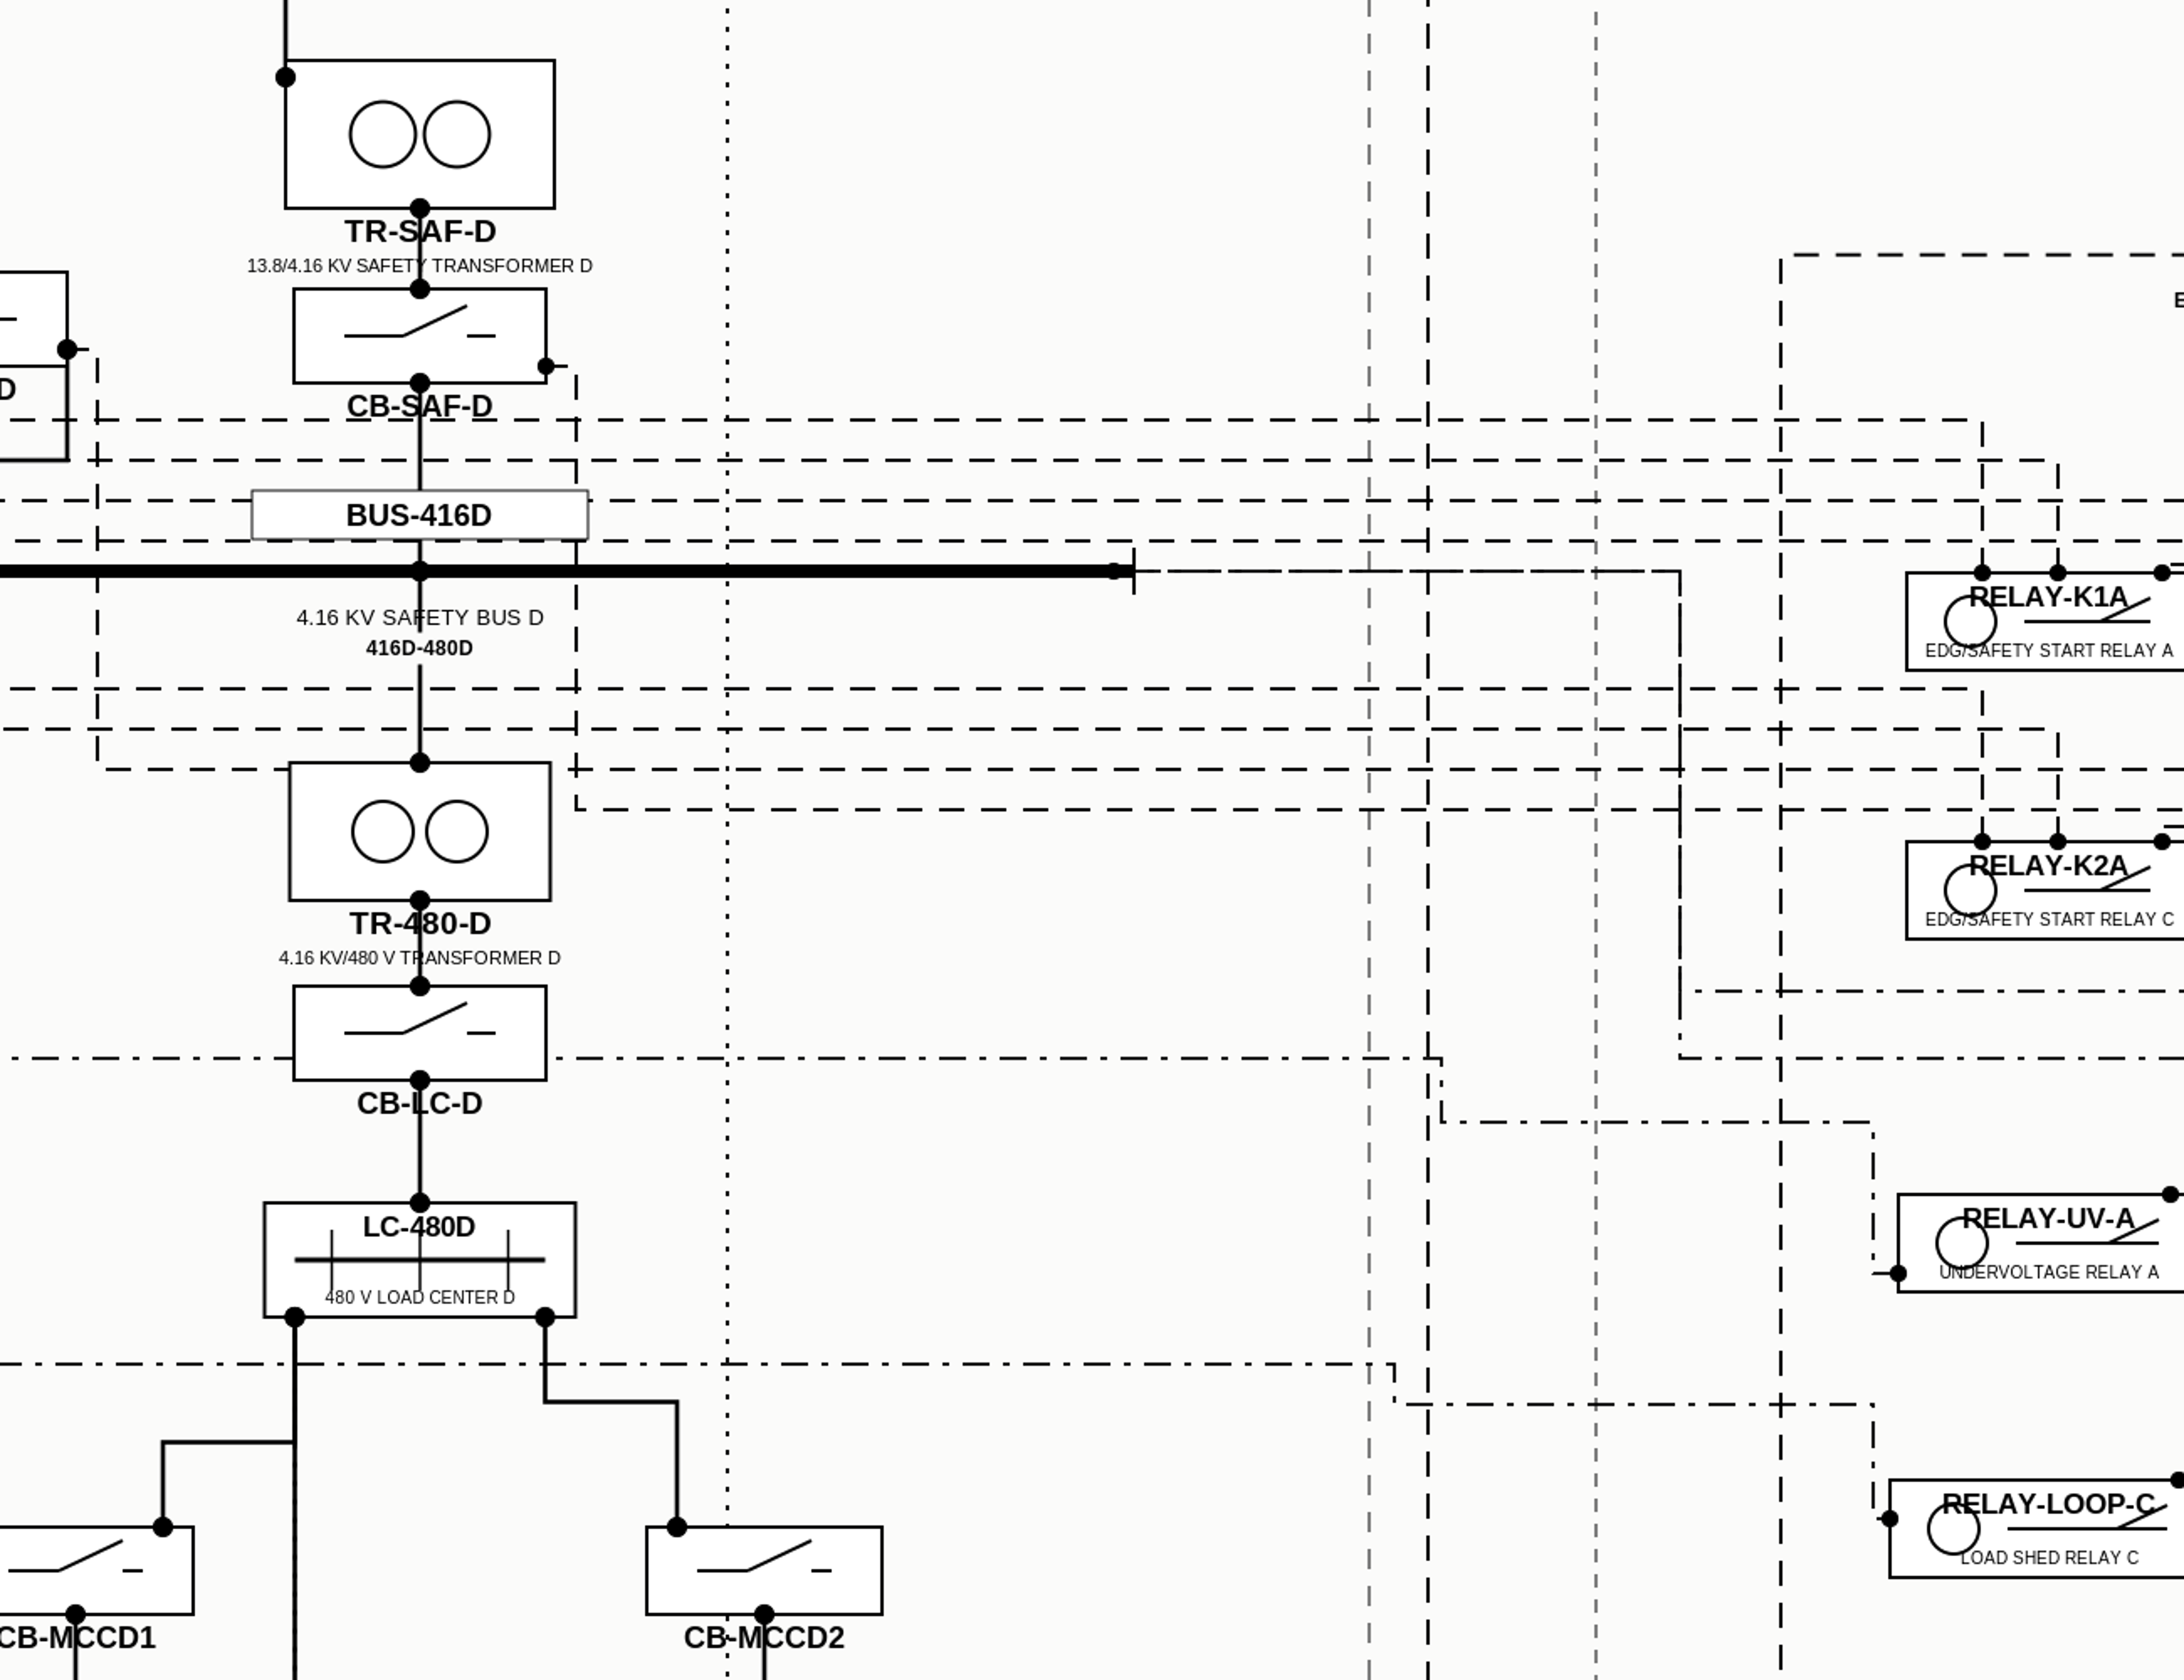 TR-SAF-D
13.8/4.16 KV SAFETY TRANSFORMER D
E
D
CB-SAF-D
BUS-416D
4.16 KV SAFETY BUS D
416D-480D
RELAY-K1A
EDG/SAFETY START RELAY A
RELAY-K2A
EDG/SAFETY START RELAY C
TR-480-D
4.16 KV/480 V TRANSFORMER D
CB-LC-D
LC-480D
480 V LOAD CENTER D
RELAY-UV-A
UNDERVOLTAGE RELAY A
RELAY-LOOP-C
LOAD SHED RELAY C
CB-MCCD1
CB-MCCD2